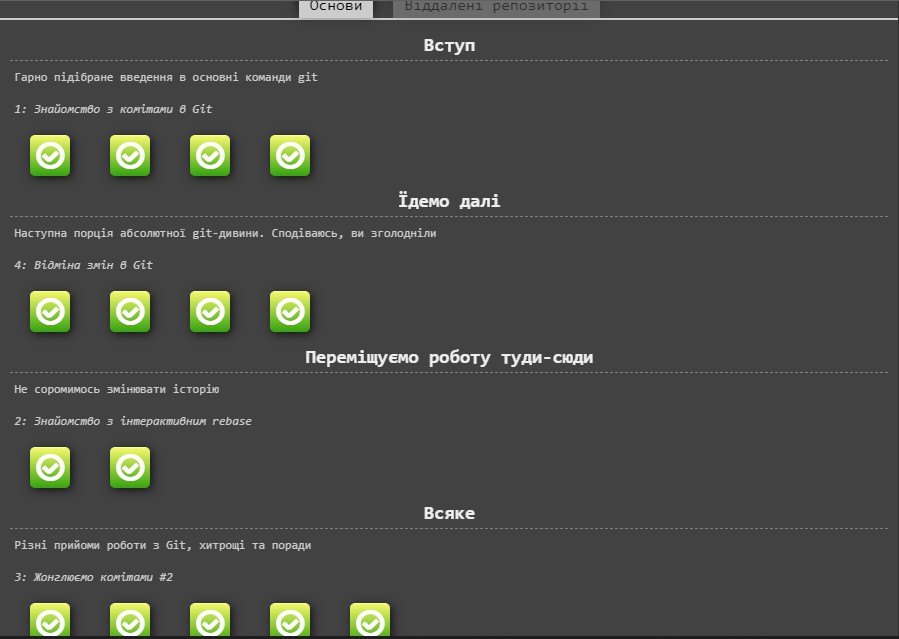 Основи Віддалені репозиторії
Вступ
Гарно підібране введення в основні команди git
1: Знайомство з комітами в Git
Їдемо далі
Наступна порція абсолютної git-дивини. Сподіваюсь, ви зголодніли
4: Відміна змін в Git
Переміщуємо роботу туди-сюди
Не соромимось змінювати історію
2: Знайомство з інтерактивним rebase
Всяке
Різні прийоми роботи з Git, хитрощі та поради
3: Жонглюємо комітами #2